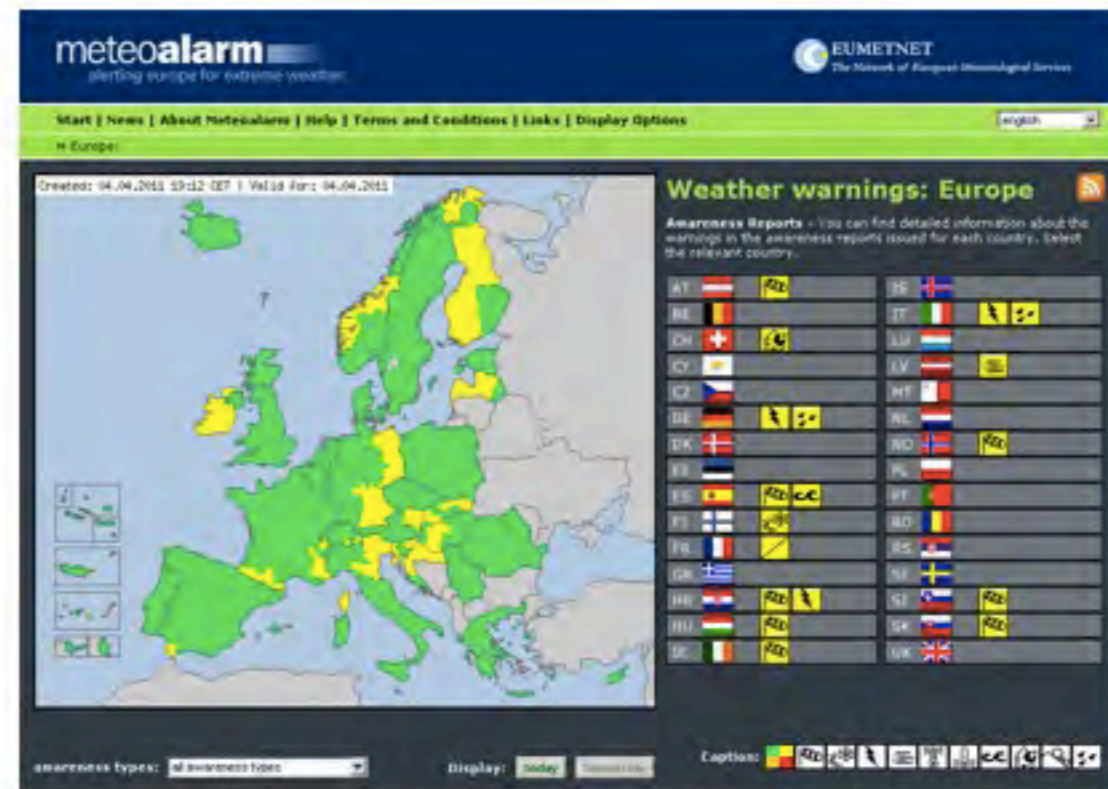 meteoalarm
alerting europe for extreme weather
EUMETNET
The Network of European Meteorological Services
Start | News | About Meteoalarm | Help | Terms and Conditions | Links | Display Options
english
» Europe:
Created: 04.04.2011 19:12 CET | Valid for: 04.04.2011
Weather warnings: Europe
Awareness Reports - You can find detailed information about the
warnings in the awareness reports issued for each country. Select
the relevant country.
AT IS
BE IT
CH LU
CY LV
CZ MT
DE NL
DK NO
EE PL
ES PT
FI RO
FR RS
GR SE
HR SI
HU SK
IE UK
awareness types: all awareness types
Display: today
Caption: